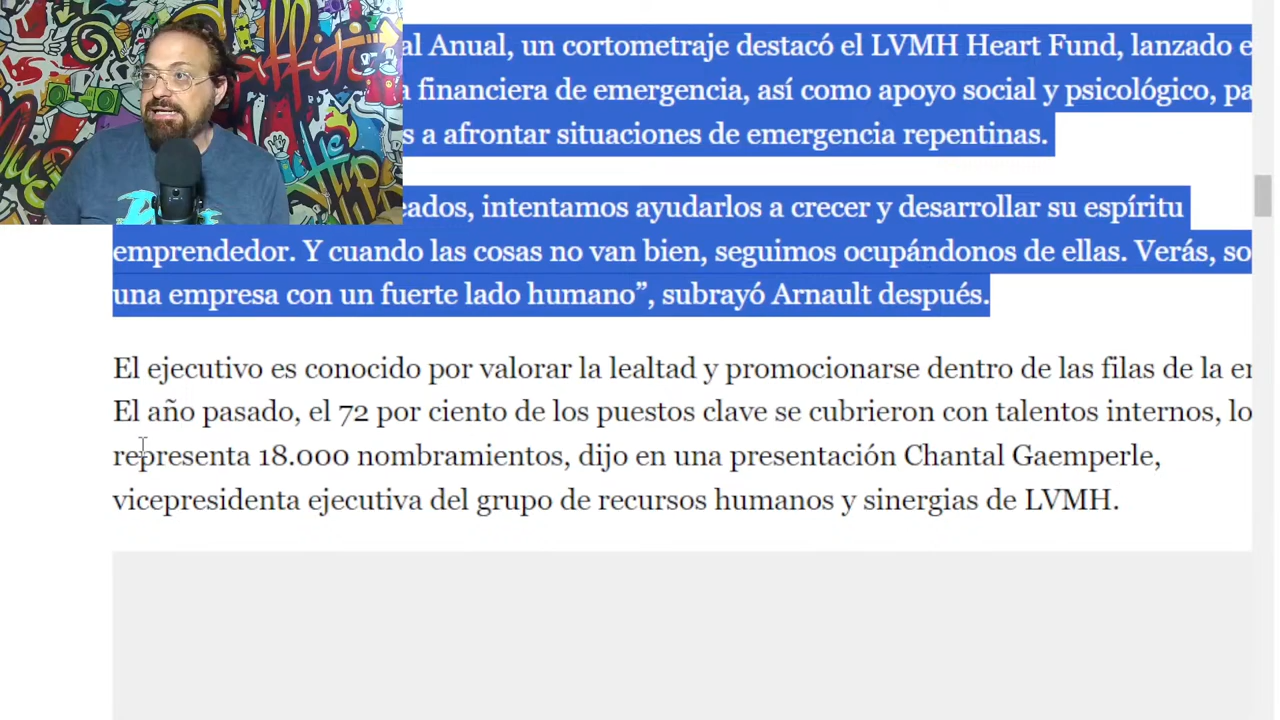 al Anual, un cortometraje destacó el LVMH Heart Fund, lanzado e
a financiera de emergencia, así como apoyo social y psicológico, pa
s a afrontar situaciones de emergencia repentinas.
eados, intentamos ayudarlos a crecer y desarrollar su espíritu
emprendedor. Y cuando las cosas no van bien, seguimos ocupándonos de ellas. Verás, so
una empresa con un fuerte lado humano”, subrayó Arnault después.
El ejecutivo es conocido por valorar la lealtad y promocionarse dentro de las filas de la en
El año pasado, el 72 por ciento de los puestos clave se cubrieron con talentos internos, lo
representa 18.000 nombramientos, dijo en una presentación Chantal Gaemperle,
vicepresidenta ejecutiva del grupo de recursos humanos y sinergias de LVMH.